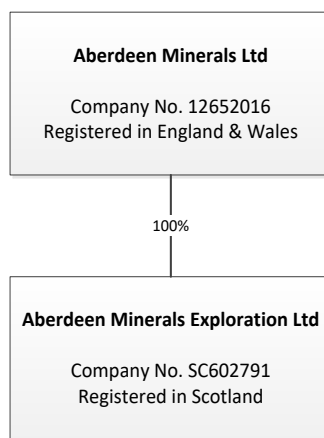 Aberdeen Minerals Ltd
Company No. 12652016
Registered in England & Wales
100%
Aberdeen Minerals Exploration Ltd
Company No. SC602791
Registered in Scotland